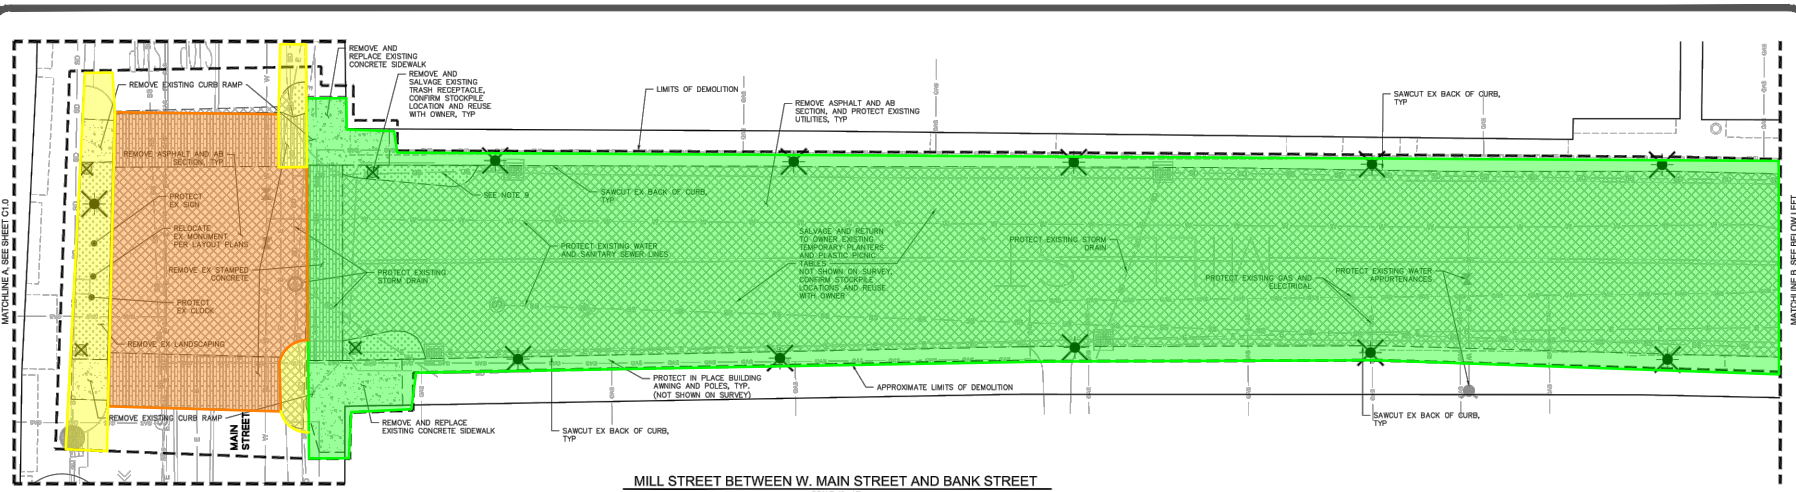 REMOVE AND
REPLACE EXISTING
CONCRETE SIDEWALK
REMOVE AND
SALVAGE EXISTING
TRASH RECEPTACLE,
CONFIRM STOCKPILE
LOCATION AND REUSE
WITH OWNER, TYP
REMOVE EXISTING CURB RAMP
LIMITS OF DEMOLITION
REMOVE ASPHALT AND AB
SECTION, AND PROTECT EXISTING
UTILITIES, TYP
SAWCUT EX BACK OF CURB,
TYP
REMOVE ASPHALT AND AB
SECTION, TYP
PROTECT
EX SIGN
RELOCATE
EX MONUMENT
PER LAYOUT PLANS
REMOVE EX STAMPED
CONCRETE
PROTECT
EX CLOCK
REMOVE EX LANDSCAPING
REMOVE EXISTING CURB RAMP
SEE NOTE 9
SAWCUT EX BACK OF CURB,
TYP
PROTECT EXISTING WATER
AND SANITARY SEWER LINES
PROTECT EXISTING
STORM DRAIN
SALVAGE AND RETURN
TO OWNER EXISTING
TEMPORARY PLANTERS
AND PLASTIC PICNIC
TABLES
NOT SHOWN ON SURVEY,
CONFIRM STOCKPILE
LOCATIONS AND REUSE
WITH OWNER
PROTECT EXISTING STORM
DRAIN
PROTECT EXISTING GAS AND
ELECTRICAL
PROTECT EXISTING WATER
APPURTENANCES
PROTECT IN PLACE BUILDING
AWNING AND POLES, TYP.
(NOT SHOWN ON SURVEY)
APPROXIMATE LIMITS OF DEMOLITION
REMOVE AND REPLACE
EXISTING CONCRETE SIDEWALK
SAWCUT EX BACK OF CURB,
TYP
SAWCUT EX BACK OF CURB,
TYP
MAIN
STREET
MATCHLINE A, SEE SHEET C1.0
MATCHLINE B, SEE BELOW LEFT
MILL STREET BETWEEN W. MAIN STREET AND BANK STREET